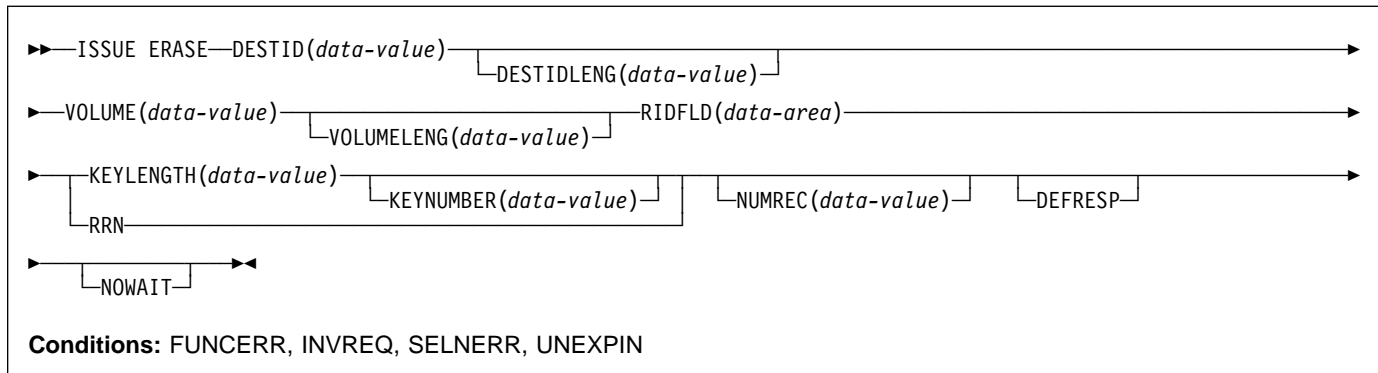 ISSUE ERASE DESTID(data-value)
DESTIDLENG(data-value)
VOLUME(data-value) RIDFLD(data-area)
VOLUMELENG(data-value)
KEYLENGTH(data-value)
KEYNUMBER(data-value) NUMREC(data-value) DEFRESP
RRN
NOWAIT
Conditions: FUNCERR, INVREQ, SELNERR, UNEXPIN